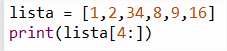 lista = [1,2,34,8,9,16]
print(lista[4:])